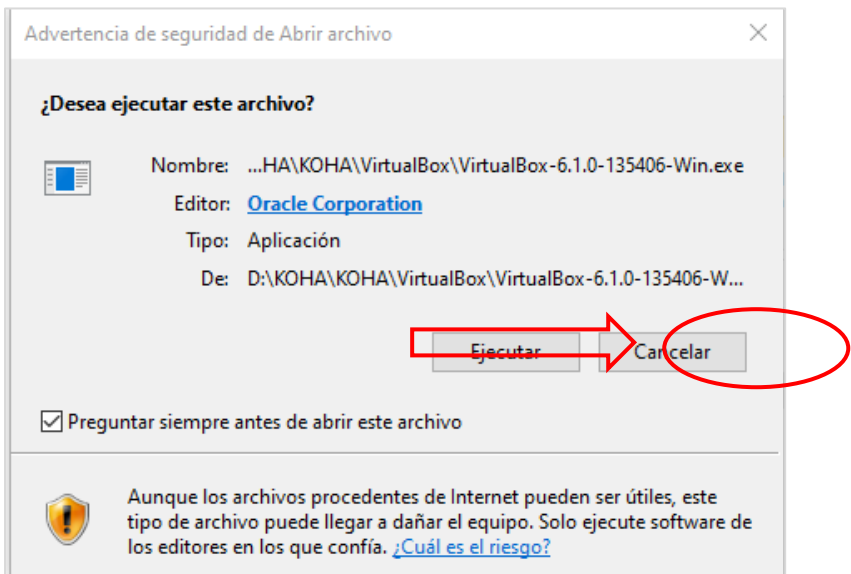 Advertencia de seguridad de Abrir archivo
¿Desea ejecutar este archivo?
Nombre: ...HA\KOHA\VirtualBox\VirtualBox-6.1.0-135406-Win.exe
Editor: Oracle Corporation
Tipo: Aplicación
De: D:\KOHA\KOHA\VirtualBox\VirtualBox-6.1.0-135406-W...
Ejecutar Cancelar
Preguntar siempre antes de abrir este archivo
Aunque los archivos procedentes de Internet pueden ser útiles, este
tipo de archivo puede llegar a dañar el equipo. Solo ejecute software de
los editores en los que confía. ¿Cuál es el riesgo?